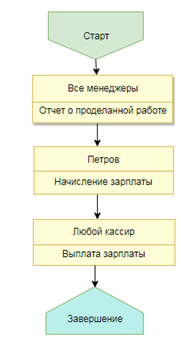 Старт
Все менеджеры
Отчет о проделанной работе
Петров
Начисление зарплаты
Любой кассир
Выплата зарплаты
Завершение